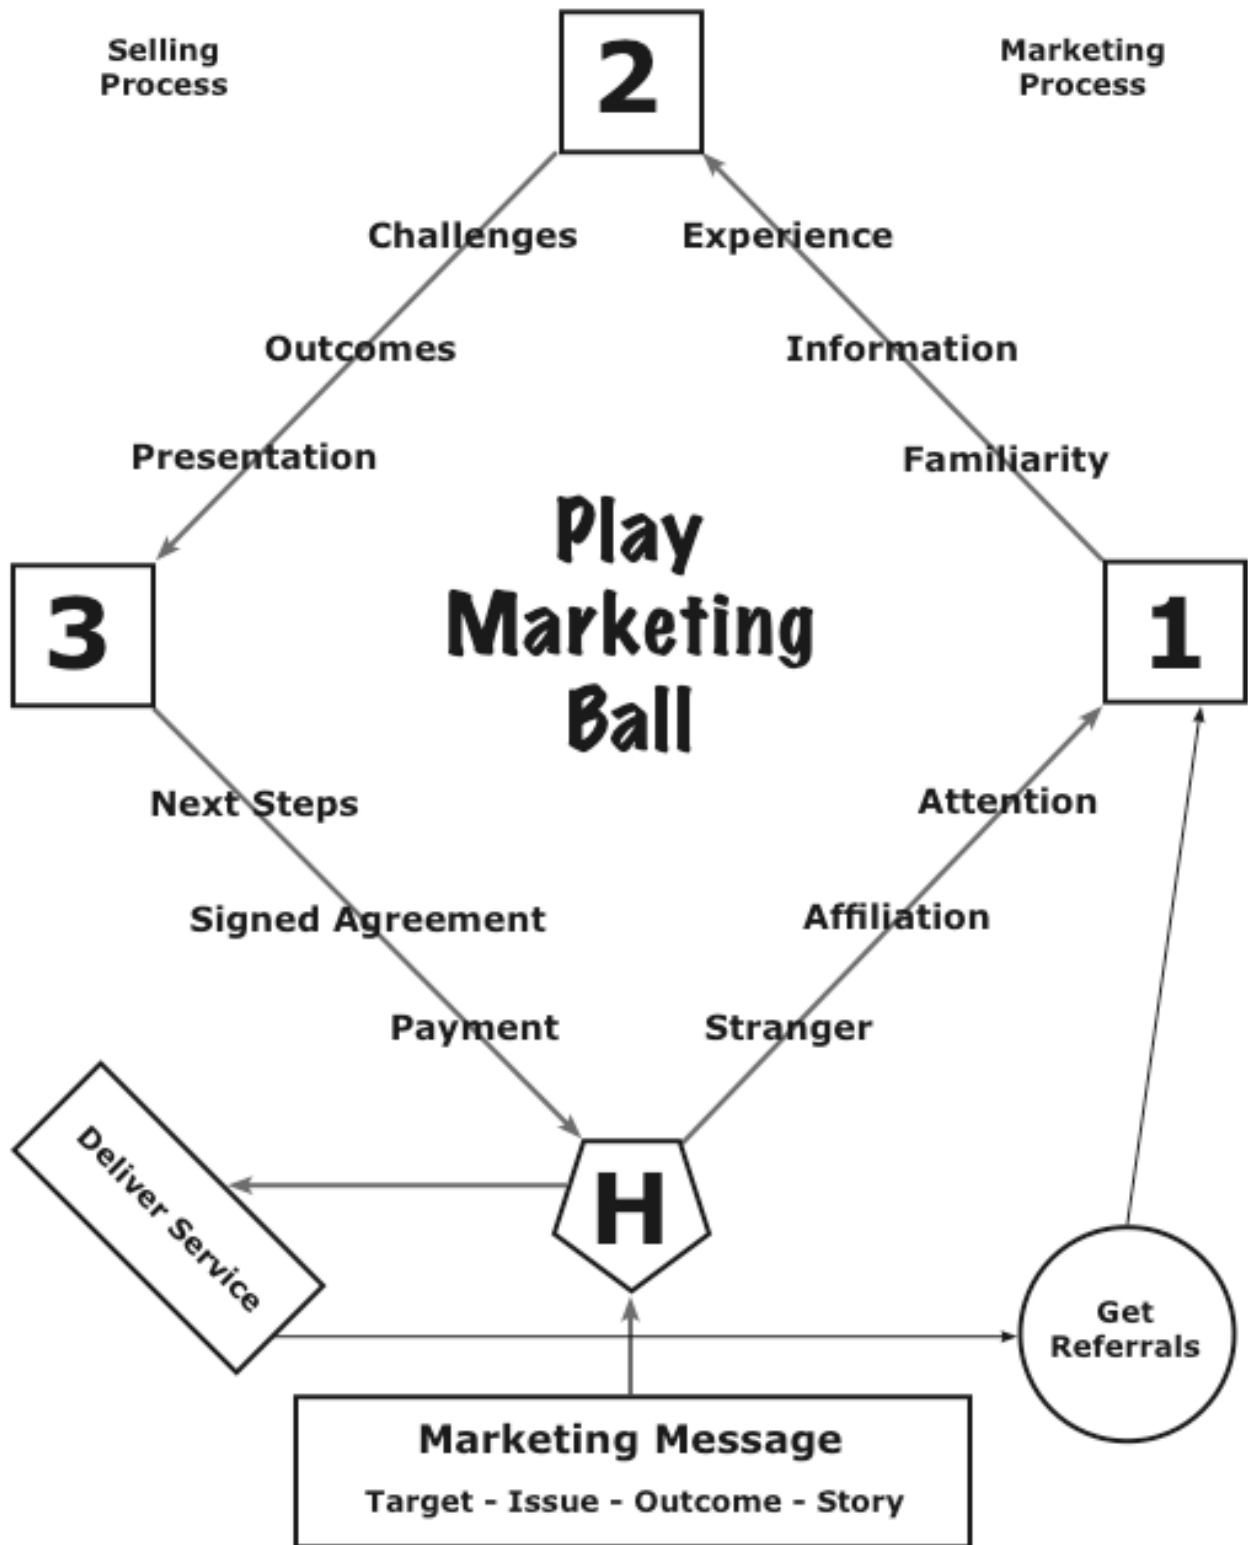 Selling
Process
2
Marketing
Process
Challenges
Experience
Outcomes
Information
Presentation
Familiarity
Play
Marketing
Ball
3
1
Next Steps
Attention
Signed Agreement
Affiliation
Payment
Stranger
Deliver Service
H
Get
Referrals
Marketing Message
Target - Issue - Outcome - Story